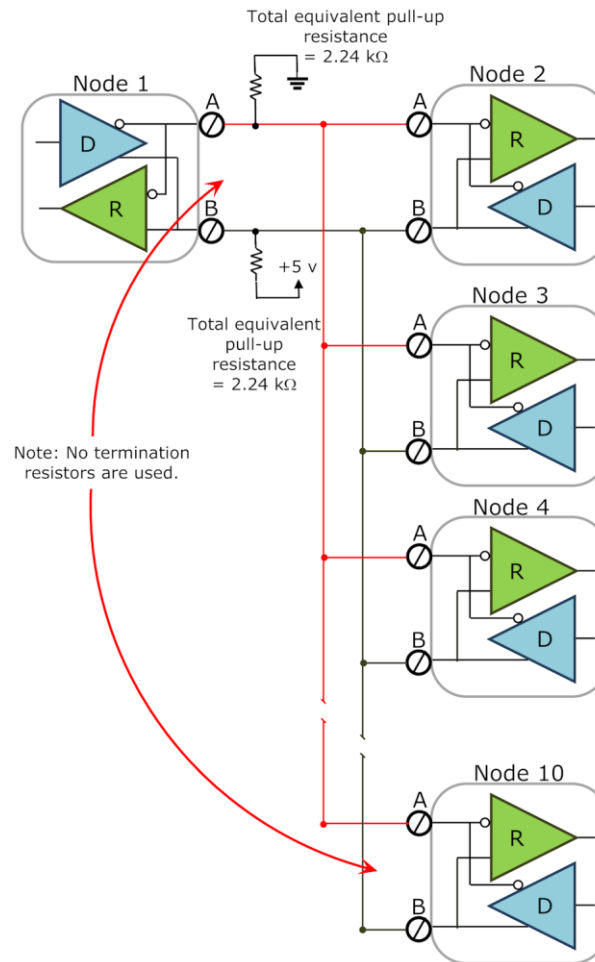 Total equivalent pull-up
resistance
= 2.24 kΩ
Node 1
Node 2
A
A
D
R
R
D
B
B
+5 v
Total equivalent
pull-up
resistance
= 2.24 kΩ
Node 3
A
R
D
B
Note: No termination
resistors are used.
Node 4
A
R
D
B
Node 10
A
R
D
B